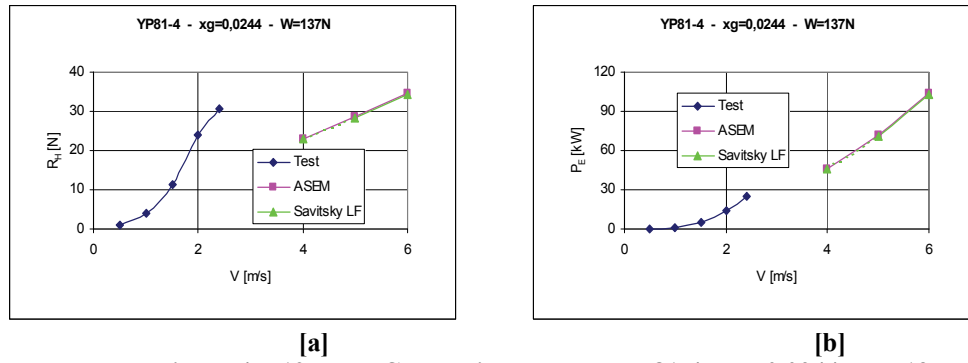 YP81-4 - xg=0,0244 - W=137N
40
30
20
10
0
0 2 4 6
R_H [N]
V [m/s]
Test
ASEM
Savitsky LF
[a]
YP81-4 - xg=0,0244 - W=137N
120
90
60
30
0
0 2 4 6
P_E [kW]
V [m/s]
Test
ASEM
Savitsky LF
[b]